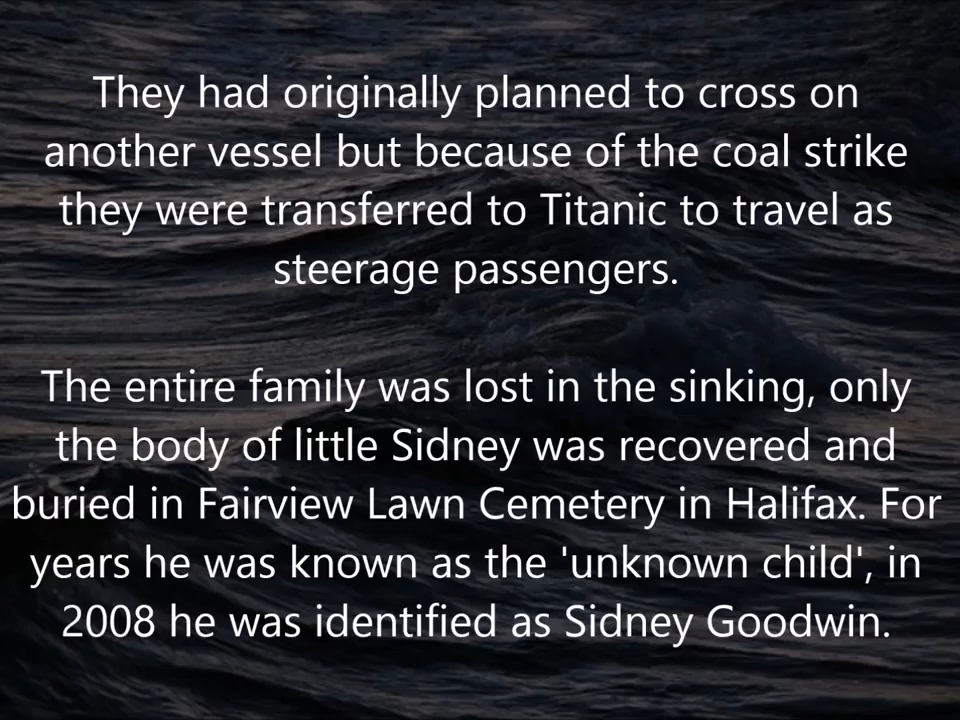 They had originally planned to cross on
another vessel but because of the coal strike
they were transferred to Titanic to travel as
steerage passengers.
The entire family was lost in the sinking, only
the body of little Sidney was recovered and
buried in Fairview Lawn Cemetery in Halifax. For
years he was known as the 'unknown child', in
2008 he was identified as Sidney Goodwin.